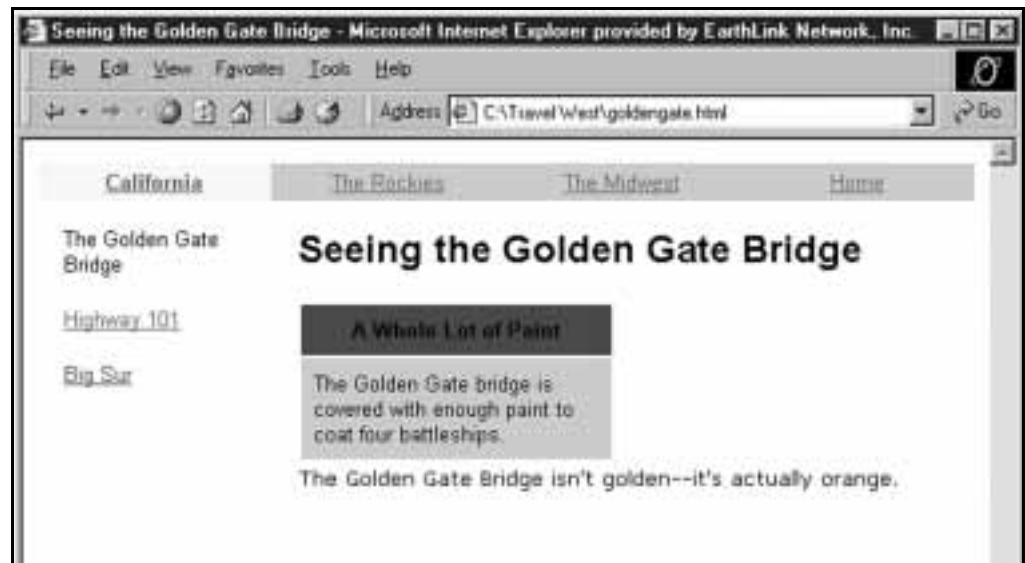 Seeing the Golden Gate Bridge - Microsoft Internet Explorer provided by EarthLink Network, Inc.
File Edit View Favorites Tools Help
Address C:\Travel West\goldengate.html Go
California The Rockies The Midwest Home
The Golden Gate
Bridge
Highway 101
Big Sur
Seeing the Golden Gate Bridge
A Whole Lot of Paint
The Golden Gate bridge is
covered with enough paint to
coat four battleships.
The Golden Gate Bridge isn't golden--it's actually orange.